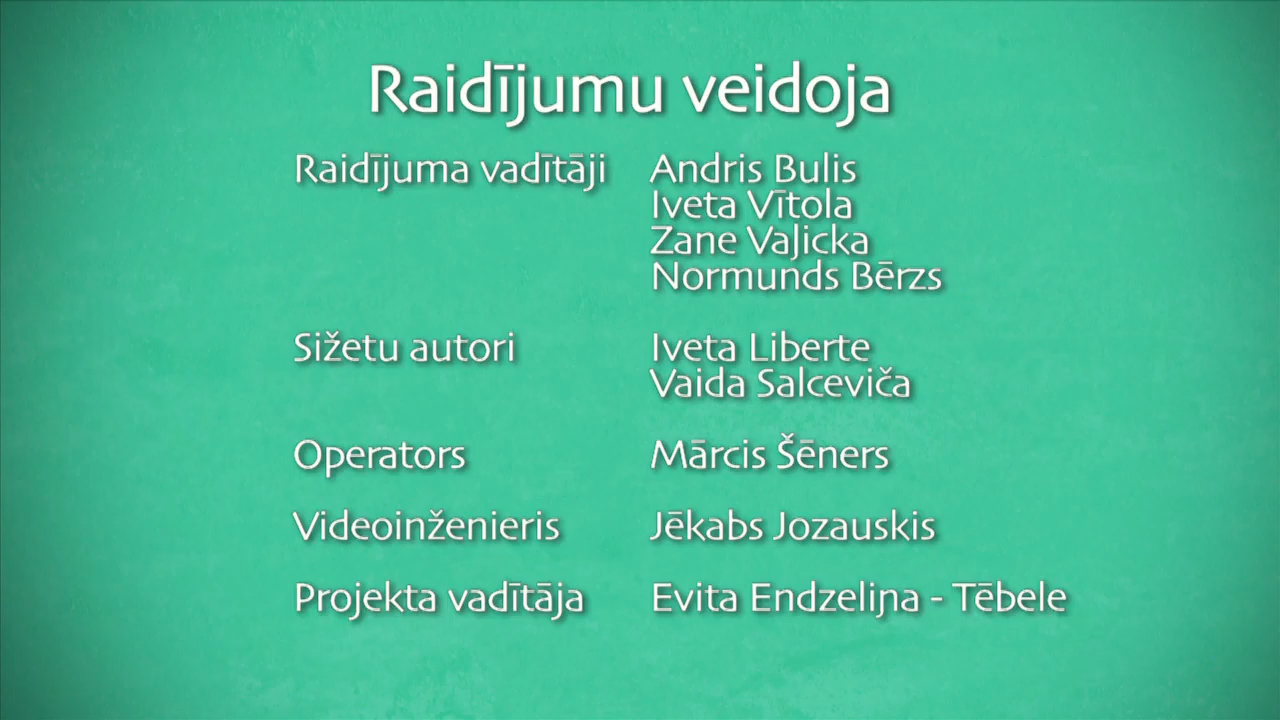 Raidījumu veidoja
Raidījuma vadītāji Andris Bulis
Iveta Vītola
Zane Vaļicka
Normunds Bērzs
Sižetu autori Iveta Liberte
Vaida Salceviča
Operators Mārcis Šēners
Videoinženieris Jēkabs Jozauskis
Projekta vadītāja Evita Endzeliņa - Tēbele